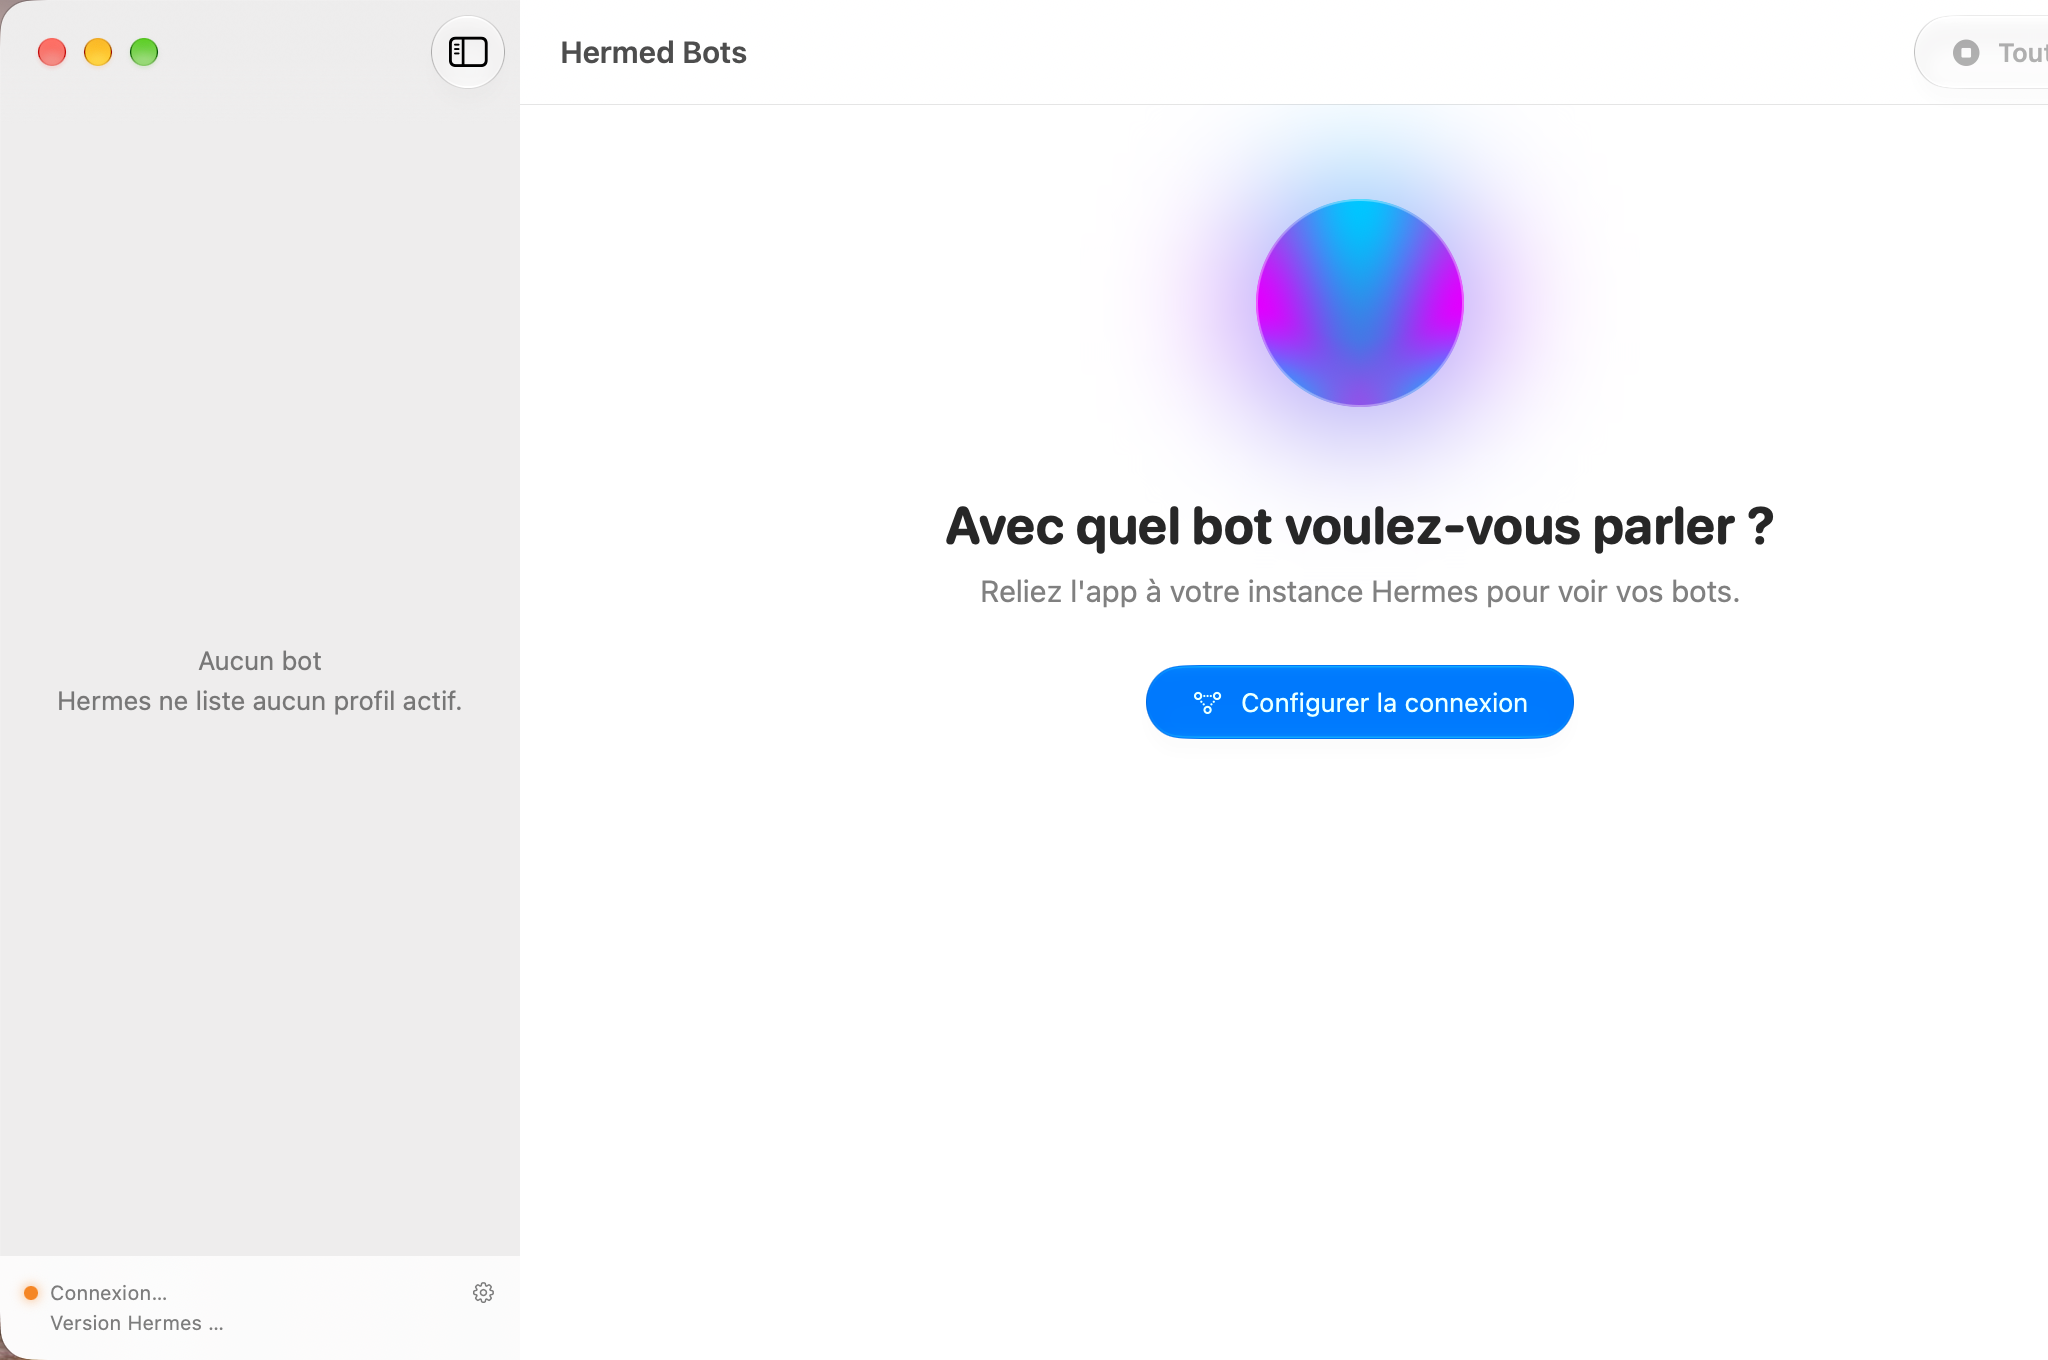 Hermed Bots
Tout
Avec quel bot voulez-vous parler ?
Reliez l'app à votre instance Hermes pour voir vos bots.
Configurer la connexion
Aucun bot
Hermes ne liste aucun profil actif.
Connexion…
Version Hermes …